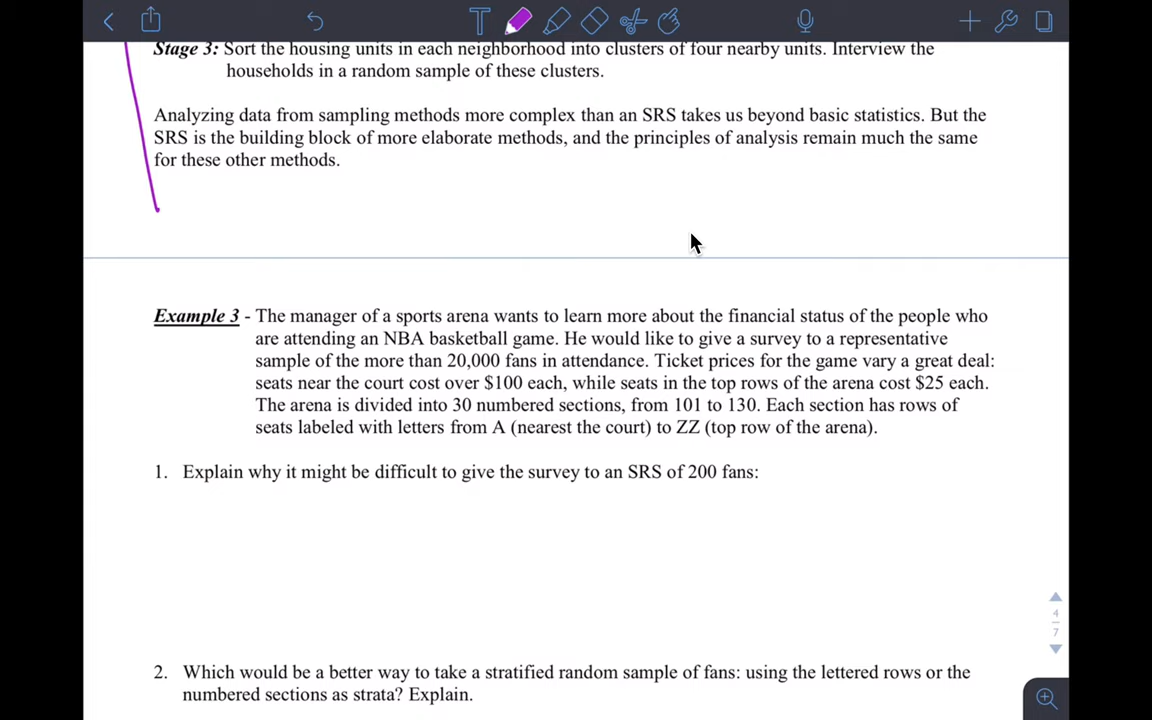 Stage 3: Sort the housing units in each neighborhood into clusters of four nearby units. Interview the
households in a random sample of these clusters.
Analyzing data from sampling methods more complex than an SRS takes us beyond basic statistics. But the
SRS is the building block of more elaborate methods, and the principles of analysis remain much the same
for these other methods.
Example 3 - The manager of a sports arena wants to learn more about the financial status of the people who
are attending an NBA basketball game. He would like to give a survey to a representative
sample of the more than 20,000 fans in attendance. Ticket prices for the game vary a great deal:
seats near the court cost over $100 each, while seats in the top rows of the arena cost $25 each.
The arena is divided into 30 numbered sections, from 101 to 130. Each section has rows of
seats labeled with letters from A (nearest the court) to ZZ (top row of the arena).
1. Explain why it might be difficult to give the survey to an SRS of 200 fans:
4
7
2. Which would be a better way to take a stratified random sample of fans: using the lettered rows or the
numbered sections as strata? Explain.